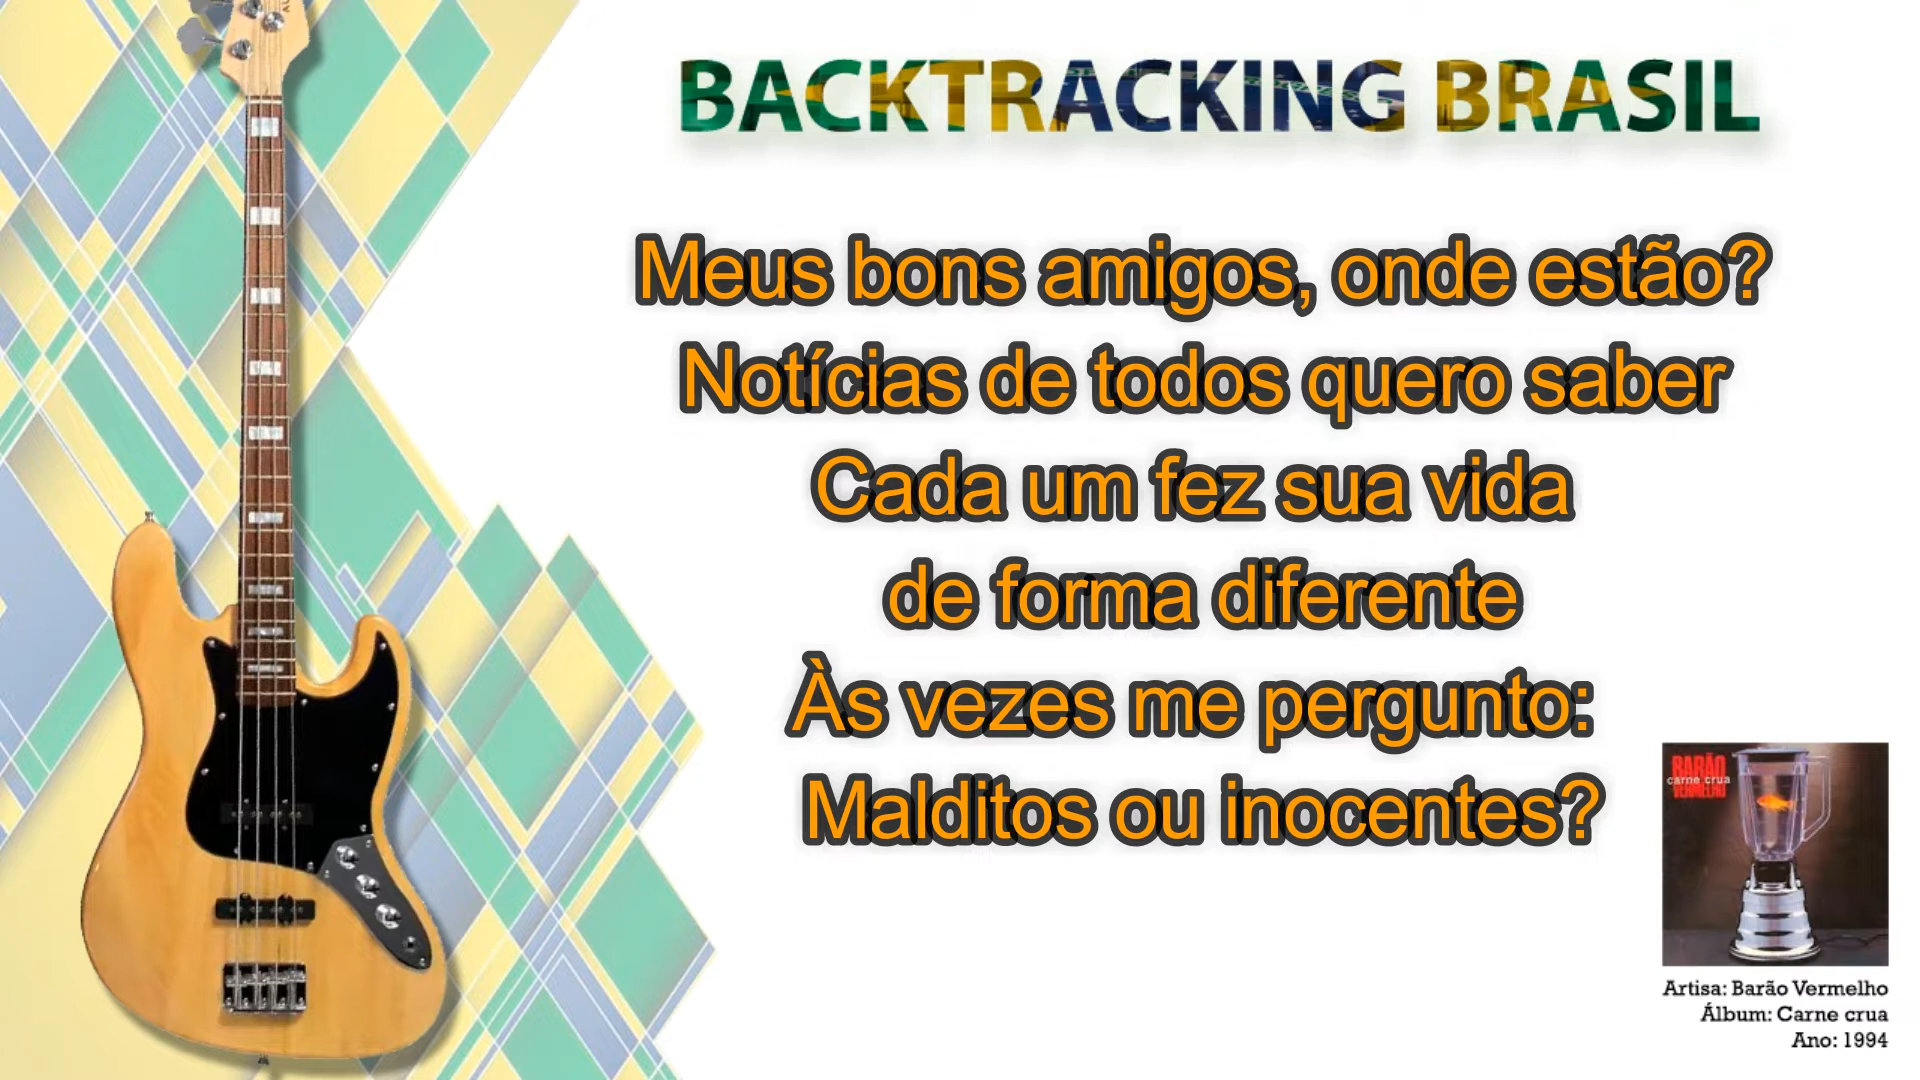 BACKTRACKING BRASIL
Meus bons amigos, onde estão?
Notícias de todos quero saber
Cada um fez sua vida
de forma diferente
Às vezes me pergunto:
Malditos ou inocentes?
BARÃO
carne crua
VERMELHO
Artisa: Barão Vermelho
Álbum: Carne crua
Ano: 1994